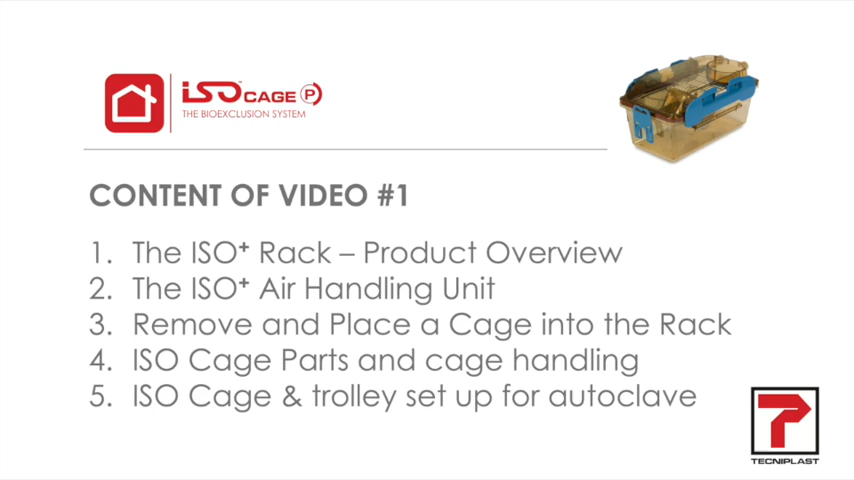 ISO™ CAGE P
THE BIOEXCLUSION SYSTEM
CONTENT OF VIDEO #1
1. The ISO⁺ Rack – Product Overview
2. The ISO⁺ Air Handling Unit
3. Remove and Place a Cage into the Rack
4. ISO Cage Parts and cage handling
5. ISO Cage & trolley set up for autoclave
TECNIPLAST